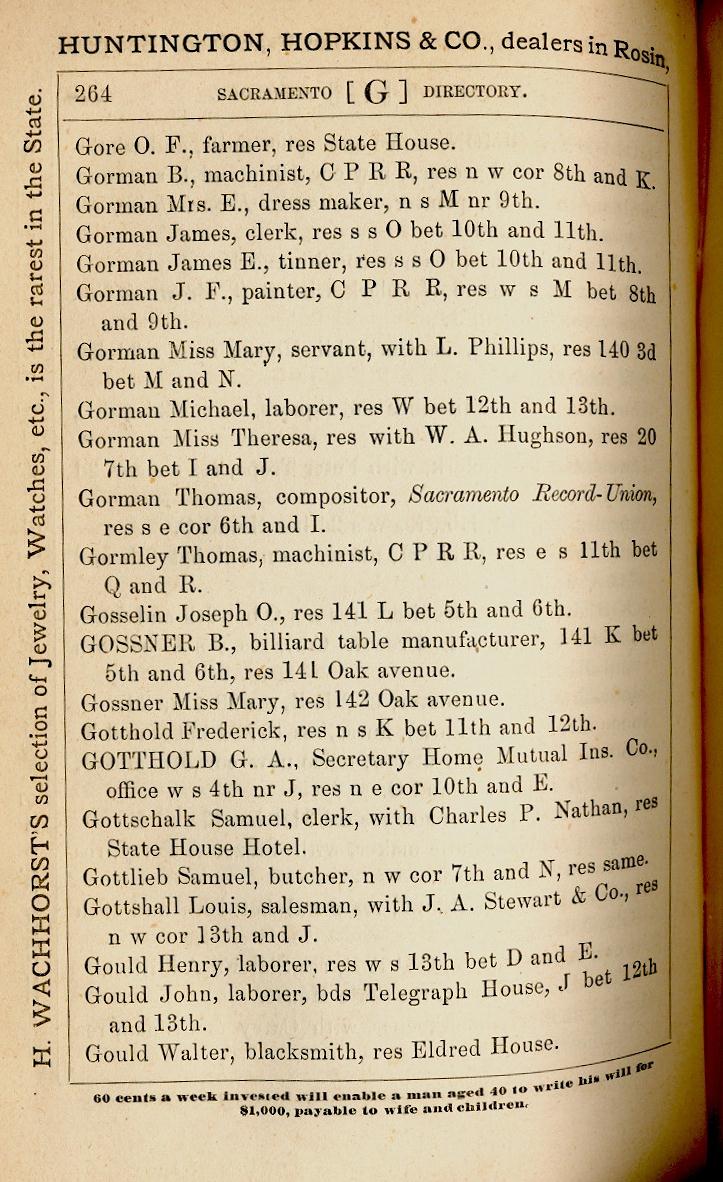 HUNTINGTON, HOPKINS & CO., dealers in Rosin,
264 SACRAMENTO [ G ] DIRECTORY.
Gore O. F., farmer, res State House.
Gorman B., machinist, C P R R, res n w cor 8th and K.
Gorman Mrs. E., dress maker, n s M nr 9th.
Gorman James, clerk, res s s O bet 10th and 11th.
Gorman James E., tinner, res s s O bet 10th and 11th.
Gorman J. F., painter, C P R R, res w s M bet 8th
and 9th.
Gorman Miss Mary, servant, with L. Phillips, res 140 3d
bet M and N.
Gorman Michael, laborer, res W bet 12th and 13th.
Gorman Miss Theresa, res with W. A. Hughson, res 20
7th bet I and J.
Gorman Thomas, compositor, Sacramento Record-Union,
res s e cor 6th and I.
Gormley Thomas, machinist, C P R R, res e s 11th bet
Q and R.
Gosselin Joseph O., res 141 L bet 5th and 6th.
GOSSNER B., billiard table manufacturer, 141 K bet
5th and 6th, res 141 Oak avenue.
Gossner Miss Mary, res 142 Oak avenue.
Gotthold Frederick, res n s K bet 11th and 12th.
GOTTHOLD G. A., Secretary Home Mutual Ins. Co.,
office w s 4th nr J, res n e cor 10th and E.
Gottschalk Samuel, clerk, with Charles P. Nathan, res
State House Hotel.
Gottlieb Samuel, butcher, n w cor 7th and N, res same.
Gottshall Louis, salesman, with J. A. Stewart & Co., res
n w cor 13th and J.
Gould Henry, laborer, res w s 13th bet D and E.
Gould John, laborer, bds Telegraph House, J bet 12th
and 13th.
Gould Walter, blacksmith, res Eldred House.
60 cents a week invested will enable a man aged 40 to write his will for
$1,000, payable to wife and children.
H. WACHHORST'S selection of Jewelry, Watches, etc., is the rarest in the State.